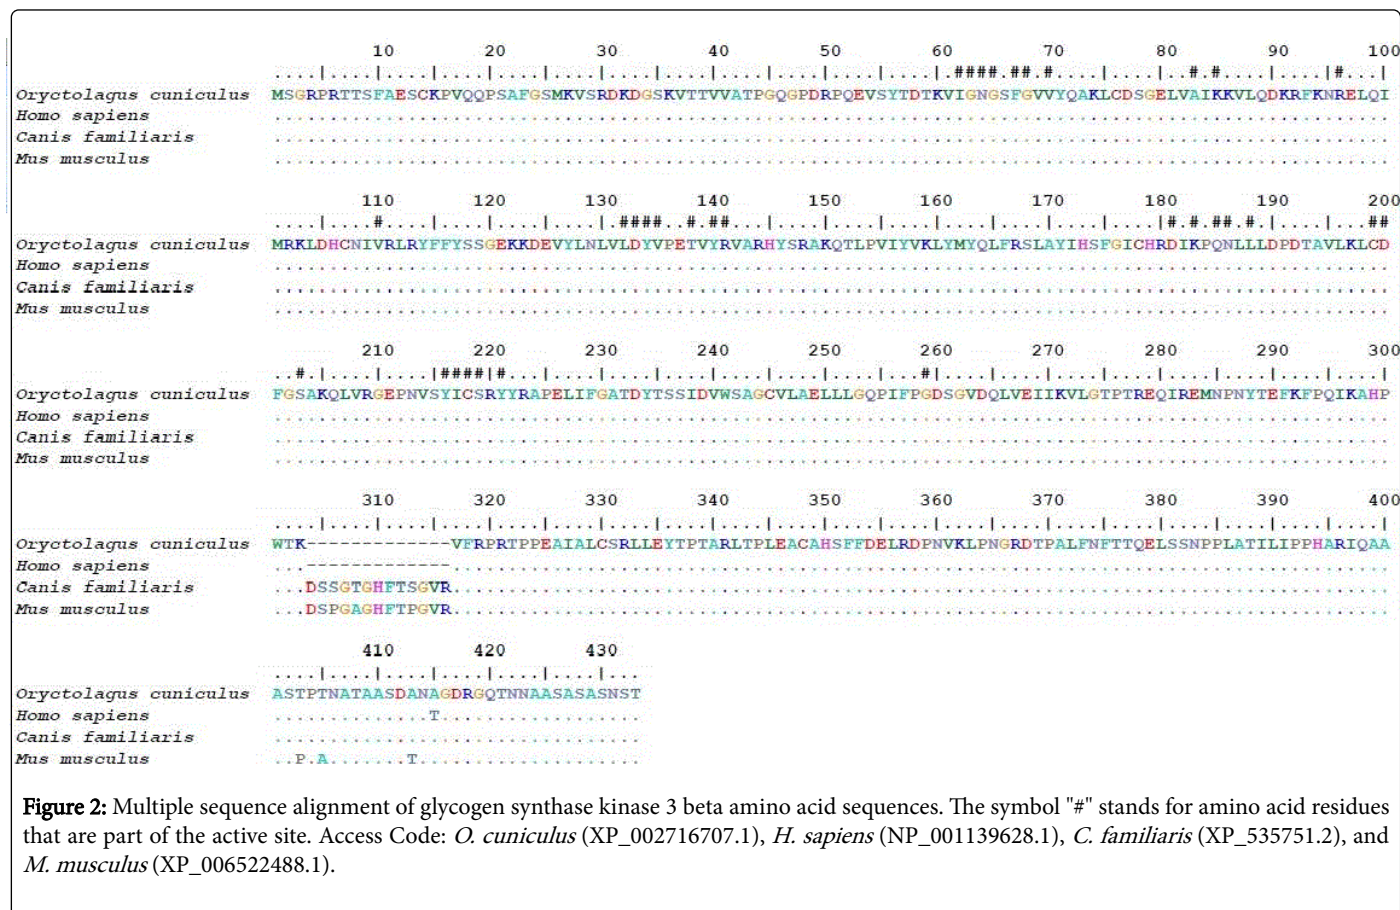 10 20 30 40 50 60 70 80 90 100
....|....|....|....|....|....|....|....|....|....|....|....|.####.##.#....|....|..#.#....|....|#...|
Oryctolagus cuniculus MSGRPRTTSFAESCKPVQQPSAFGSMKVSRDKDGSKVTTVVATPGQGPDRPQEVSYTDTKVIGNGSFGVVYQAKLCDSGELVAIKKVLQDKRFKNRELQI
Homo sapiens ....................................................................................................
Canis familiaris ....................................................................................................
Mus musculus ....................................................................................................
110 120 130 140 150 160 170 180 190 200
....|....#....|....|....|....|.####..#.##...|....|....|....|....|....|....|....|#.#.##.#.|....|...##
Oryctolagus cuniculus MRKLDHCNIVRLRYFFYSSGEKKDEVYLNLVLDYVPETVYRVARHYSRAKQTLPVIYVKLYMYQLFRSLAYIHSFGICHRDIKPQNLLLDPDTAVLKLCD
Homo sapiens ....................................................................................................
Canis familiaris ....................................................................................................
Mus musculus ....................................................................................................
210 220 230 240 250 260 270 280 290 300
..#.|....|....|####|#...|....|....|....|....|....|....|...#|....|....|....|....|....|....|....|....|
Oryctolagus cuniculus FGSAKQLVRGEPNVSYICSRYYRAPELIFGATDYTSSIDVWSAGCVLAELLLGQPIFPGDSGVDQLVEIIKVLGTPTREQIREMNPNYTEFKFPQIKAHP
Homo sapiens ....................................................................................................
Canis familiaris ....................................................................................................
Mus musculus ....................................................................................................
310 320 330 340 350 360 370 380 390 400
....|....|....|....|....|....|....|....|....|....|....|....|....|....|....|....|....|....|....|....|
Oryctolagus cuniculus WTK-------------VFRPRTPPEAIALCSRLLEYTPTARLTPLEACAHSFFDELRDPNVKLPNGRDTPALFNFTTQELSSNPPLATILIPPHARIQAA
Homo sapiens ...-------------....................................................................................
Canis familiaris ...DSSGTGHFTSGVR....................................................................................
Mus musculus ...DSPGAGHFTPGVR....................................................................................
410 420 430
....|....|....|....|....|....|...
Oryctolagus cuniculus ASTPTNATAASDANAGDRGQTNNAASASASNST
Homo sapiens ..............T..................
Canis familiaris .................................
Mus musculus ..P.A.......T....................
Figure 2: Multiple sequence alignment of glycogen synthase kinase 3 beta amino acid sequences. The symbol "#" stands for amino acid residues
that are part of the active site. Access Code: O. cuniculus (XP_002716707.1), H. sapiens (NP_001139628.1), C. familiaris (XP_535751.2), and
M. musculus (XP_006522488.1).